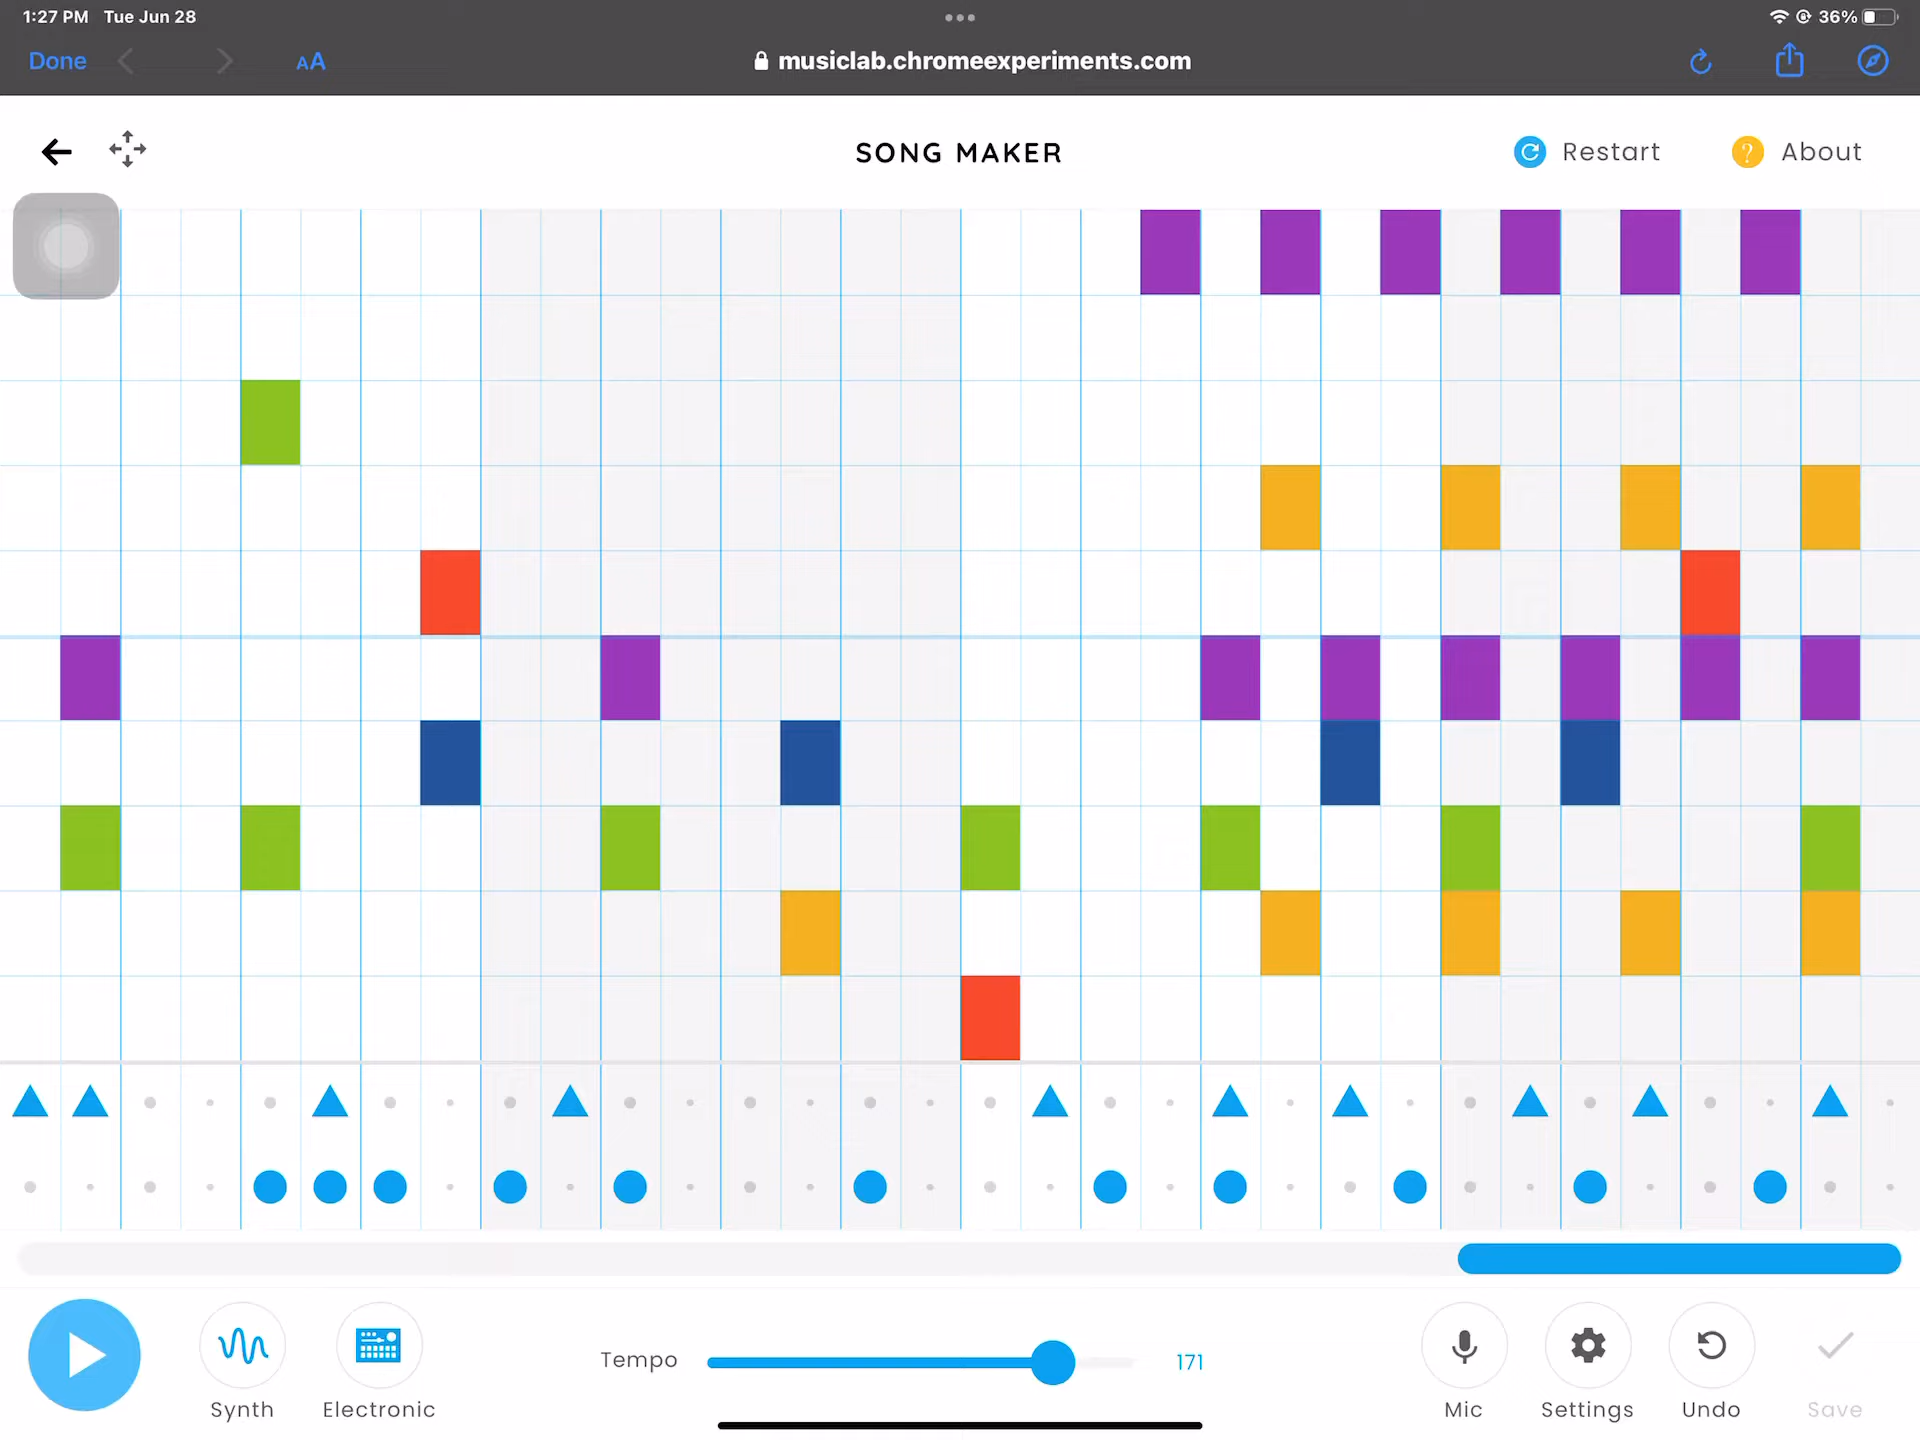 1:27 PM Tue Jun 28
36%
Done
AA
musiclab.chromeexperiments.com
SONG MAKER
Restart
? About
Tempo
171
Synth
Electronic
Mic
Settings
Undo
Save